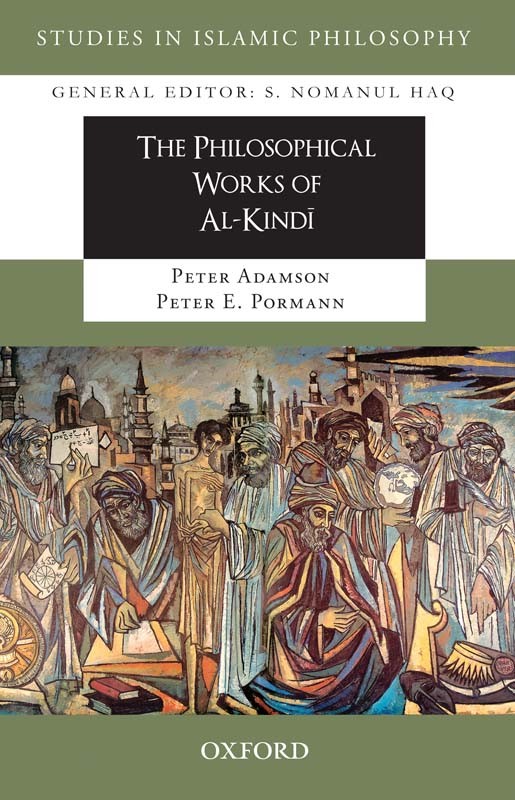 STUDIES IN ISLAMIC PHILOSOPHY
GENERAL EDITOR: S. NOMANUL HAQ
THE PHILOSOPHICAL
WORKS OF
AL-KINDĪ
PETER ADAMSON
PETER E. PORMANN
OXFORD